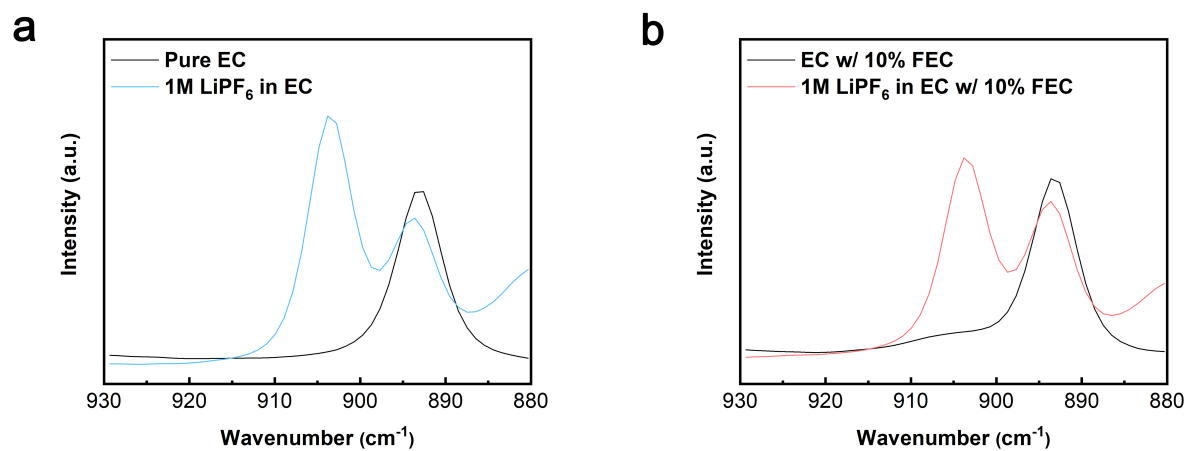 a
Pure EC
1M LiPF6 in EC
Intensity (a.u.)
930 920 910 900 890 880
Wavenumber (cm-1)
b
EC w/ 10% FEC
1M LiPF6 in EC w/ 10% FEC
Intensity (a.u.)
930 920 910 900 890 880
Wavenumber (cm-1)